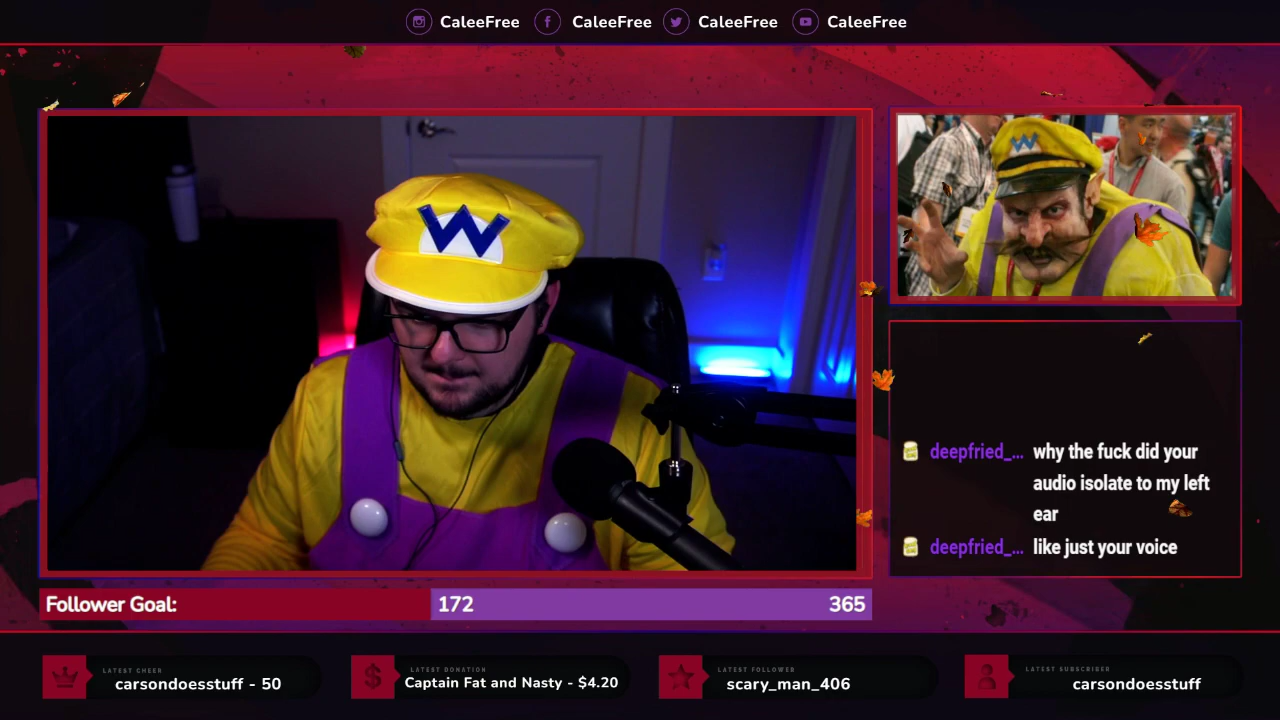 CaleeFree CaleeFree CaleeFree CaleeFree
W
W
deepfried_... why the fuck did your
audio isolate to my left
ear
deepfried_... like just your voice
Follower Goal: 172 365
LATEST CHEER
carsondoesstuff - 50
LATEST DONATION
Captain Fat and Nasty - $4.20
LATEST FOLLOWER
scary_man_406
LATEST SUBSCRIBER
carsondoesstuff